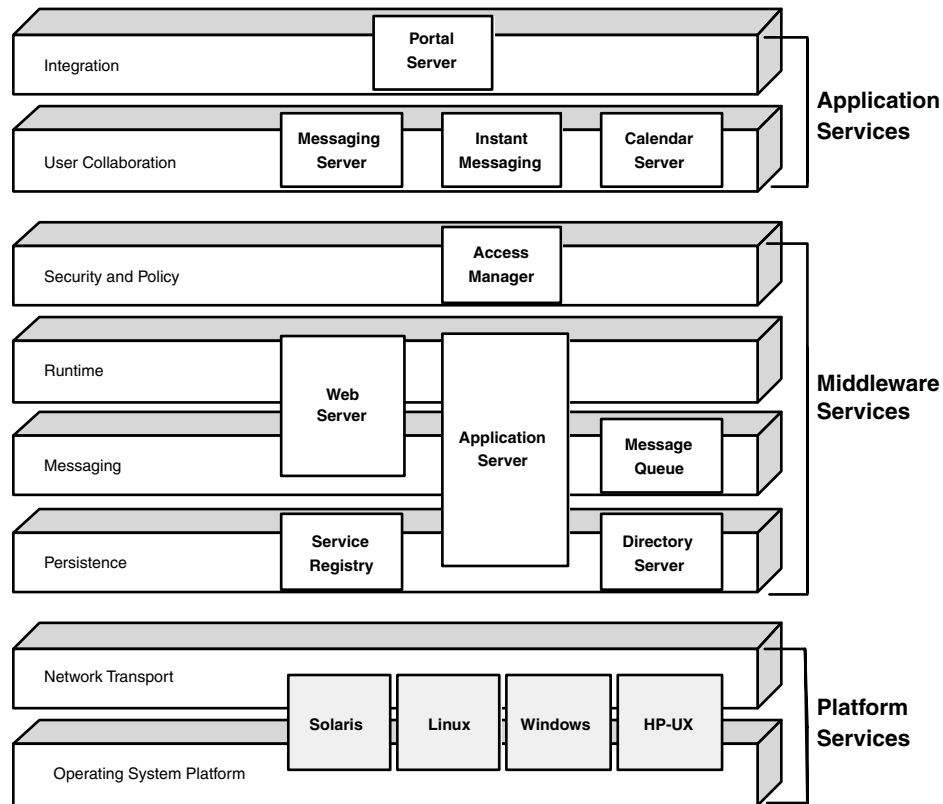 Portal
Server
Integration
Application
Services
Messaging
Server
Instant
Messaging
Calendar
Server
User Collaboration
Access
Manager
Security and Policy
Runtime
Web
Server
Middleware
Services
Application
Server
Message
Queue
Messaging
Service
Registry
Directory
Server
Persistence
Network Transport
Solaris
Linux
Windows
HP-UX
Platform
Services
Operating System Platform